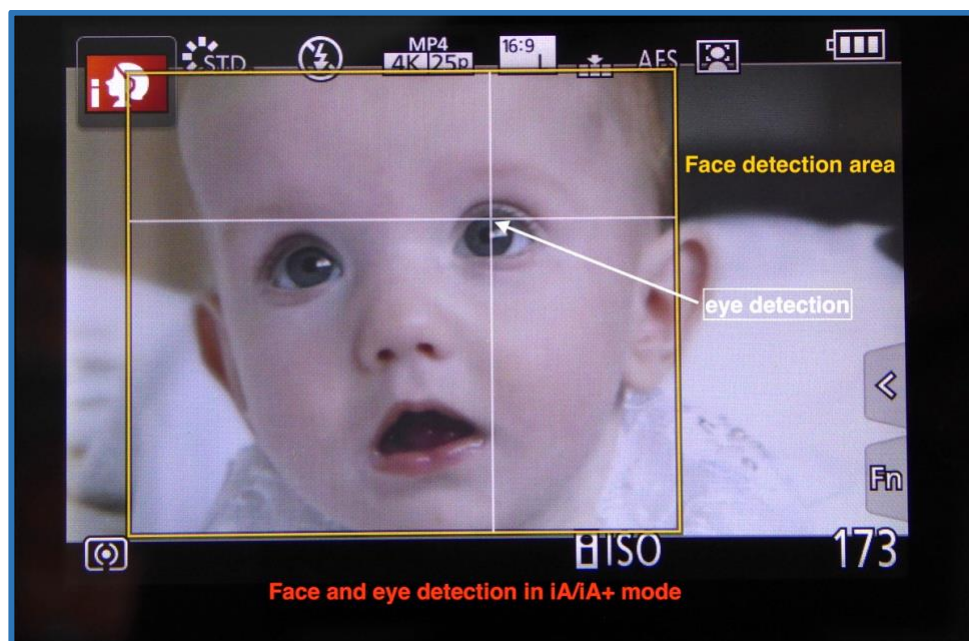 i
STD
MP4
4K 25p
16:9
L
AFS
Face detection area
eye detection
Fn
iISO
173
Face and eye detection in iA/iA+ mode